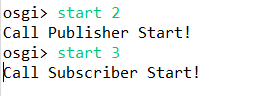 osgi> start 2
Call Publisher Start!
osgi> start 3
Call Subscriber Start!